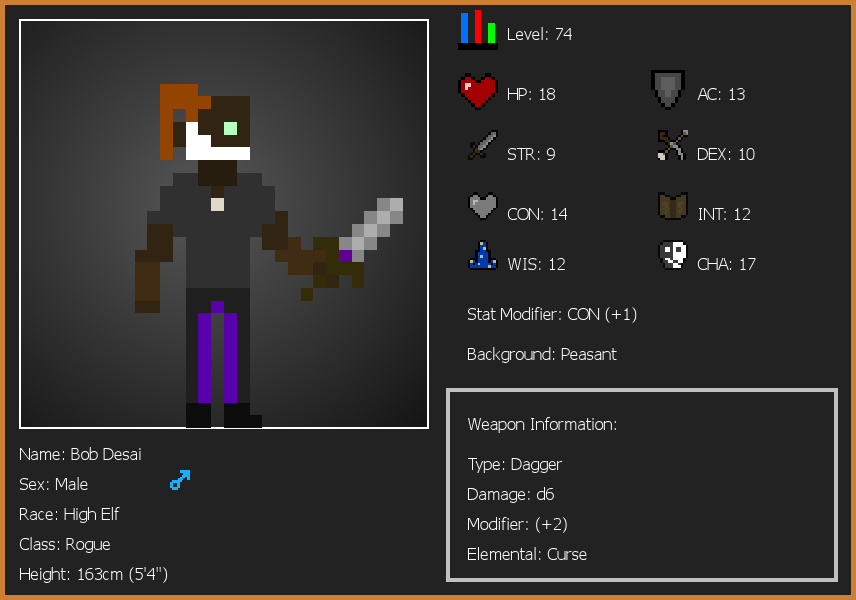 Level: 74
HP: 18
AC: 13
STR: 9
DEX: 10
CON: 14
INT: 12
WIS: 12
CHA: 17
Stat Modifier: CON (+1)
Background: Peasant
Weapon Information:
Type: Dagger
Damage: d6
Modifier: (+2)
Elemental: Curse
Name: Bob Desai
Sex: Male
Race: High Elf
Class: Rogue
Height: 163cm (5'4")